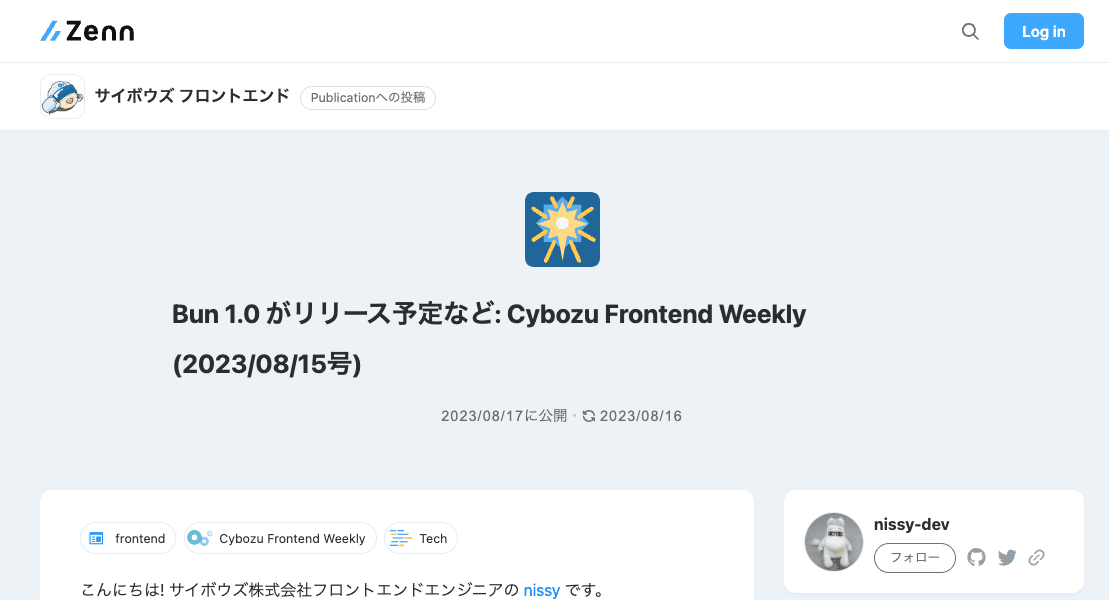 Zenn
Log in
サイボウズ フロントエンド
Publicationへの投稿
Bun 1.0 がリリース予定など: Cybozu Frontend Weekly
(2023/08/15号)
2023/08/17に公開
2023/08/16
frontend
Cybozu Frontend Weekly
Tech
こんにちは! サイボウズ株式会社フロントエンドエンジニアの nissy です。
nissy-dev
フォロー